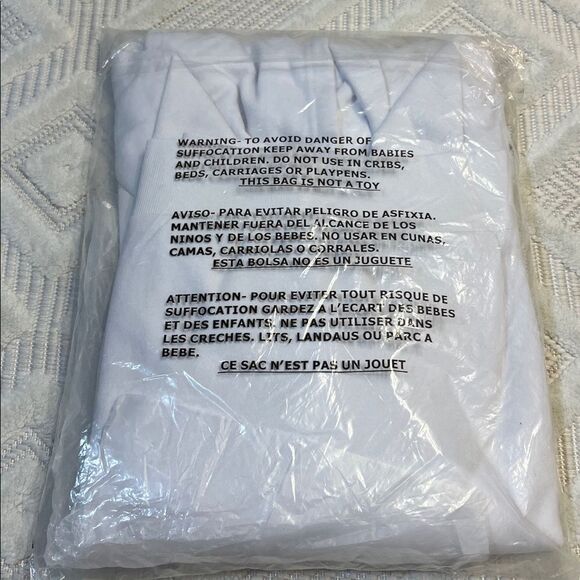 WARNING- TO AVOID DANGER OF
SUFFOCATION KEEP AWAY FROM BABIES
AND CHILDREN. DO NOT USE IN CRIBS,
BEDS, CARRIAGES OR PLAYPENS.
THIS BAG IS NOT A TOY
AVISO- PARA EVITAR PELIGRO DE ASFIXIA.
MANTENER FUERA DEL ALCANCE DE LOS
NINOS Y DE LOS BEBES. NO USAR EN CUNAS,
CAMAS, CARRIOLAS O CORRALES.
ESTA BOLSA NO ES UN JUGUETE
ATTENTION- POUR EVITER TOUT RISQUE DE
SUFFOCATION GARDEZ A L'ECART DES BEBES
ET DES ENFANTS. NE PAS UTILISER DANS
LES CRECHES. LITS, LANDAUS OU PARC A
BEBE.
CE SAC N'EST PAS UN JOUET